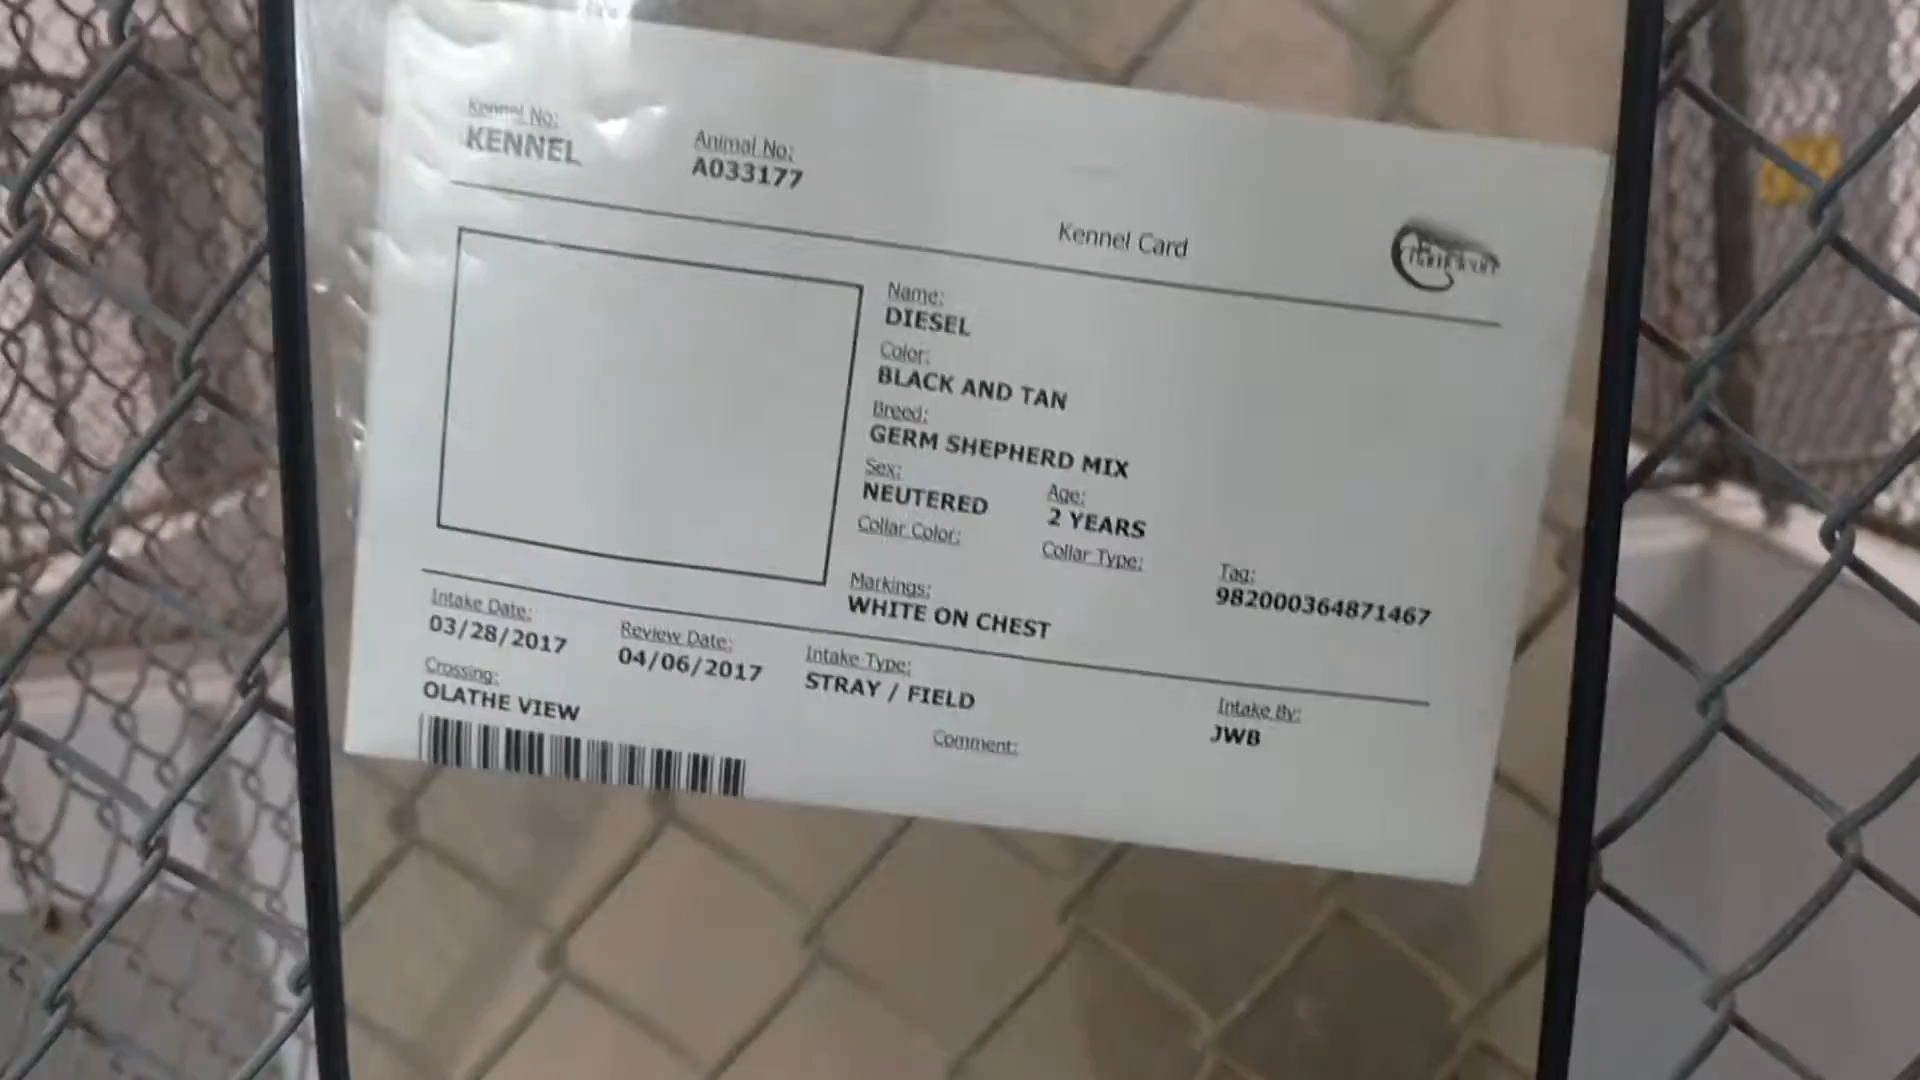 Kennel No:
KENNEL
Animal No:
A033177
Kennel Card
Name:
DIESEL
Color:
BLACK AND TAN
Breed:
GERM SHEPHERD MIX
Sex:
NEUTERED
Age:
2 YEARS
Collar Color:
Collar Type:
Tag:
982000364871467
Markings:
WHITE ON CHEST
Intake Date:
03/28/2017
Review Date:
04/06/2017
Intake Type:
STRAY / FIELD
Intake By:
JWB
Crossing:
OLATHE VIEW
Comment: